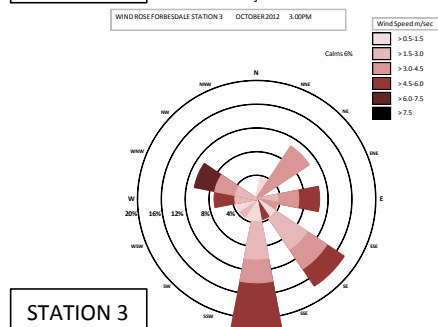 WIND ROSE FORBESDALE STATION 3 OCTOBER 2012 3.00PM
Wind Speed m/sec
Calms 6%
> 0.5-1.5
> 1.5-3.0
> 3.0-4.5
> 4.5-6.0
> 6.0-7.5
> 7.5
N
NNW
NNE
NW
NE
WNW
ENE
W
E
20% 16% 12% 8% 4%
WSW
ESE
SW
SE
SSW
SSE
STATION 3